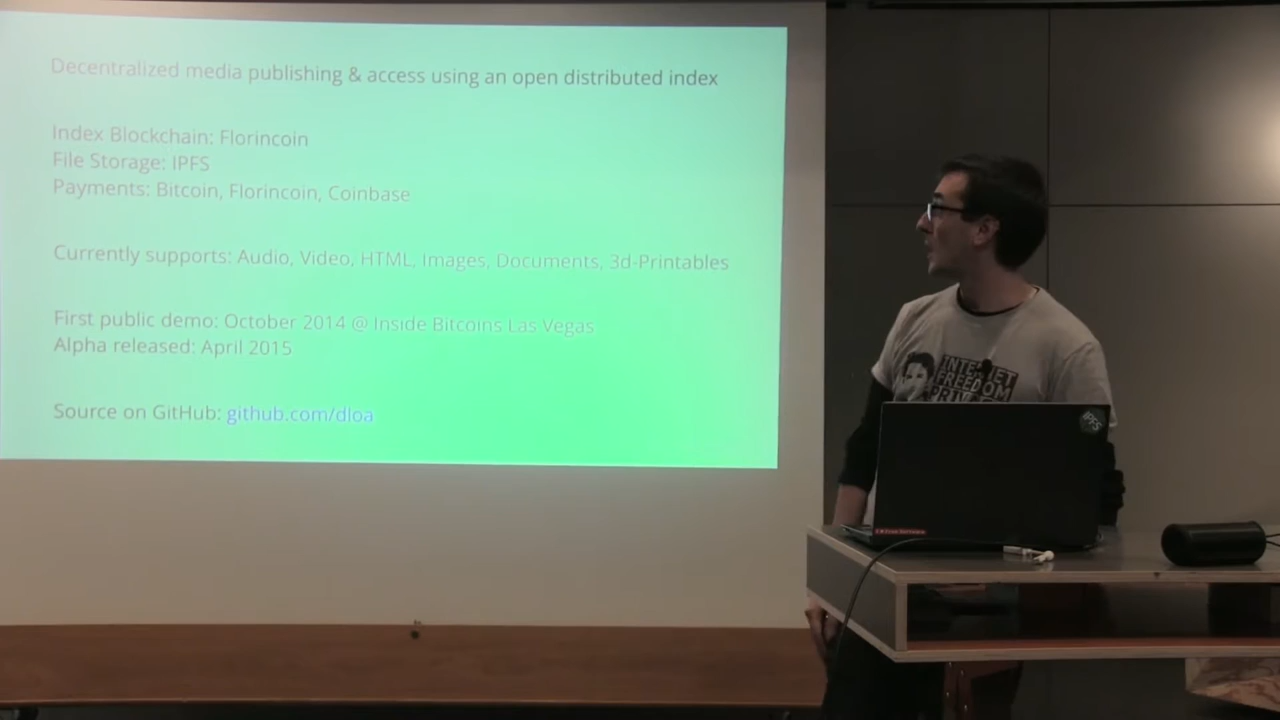 Decentralized media publishing & access using an open distributed index
Index Blockchain: Florincoin
File Storage: IPFS
Payments: Bitcoin, Florincoin, Coinbase
Currently supports: Audio, Video, HTML, Images, Documents, 3d-Printables
First public demo: October 2014 @ Inside Bitcoins Las Vegas
Alpha released: April 2015
Source on GitHub: github.com/dloa
INTERNET
FREEDOM
IPFS